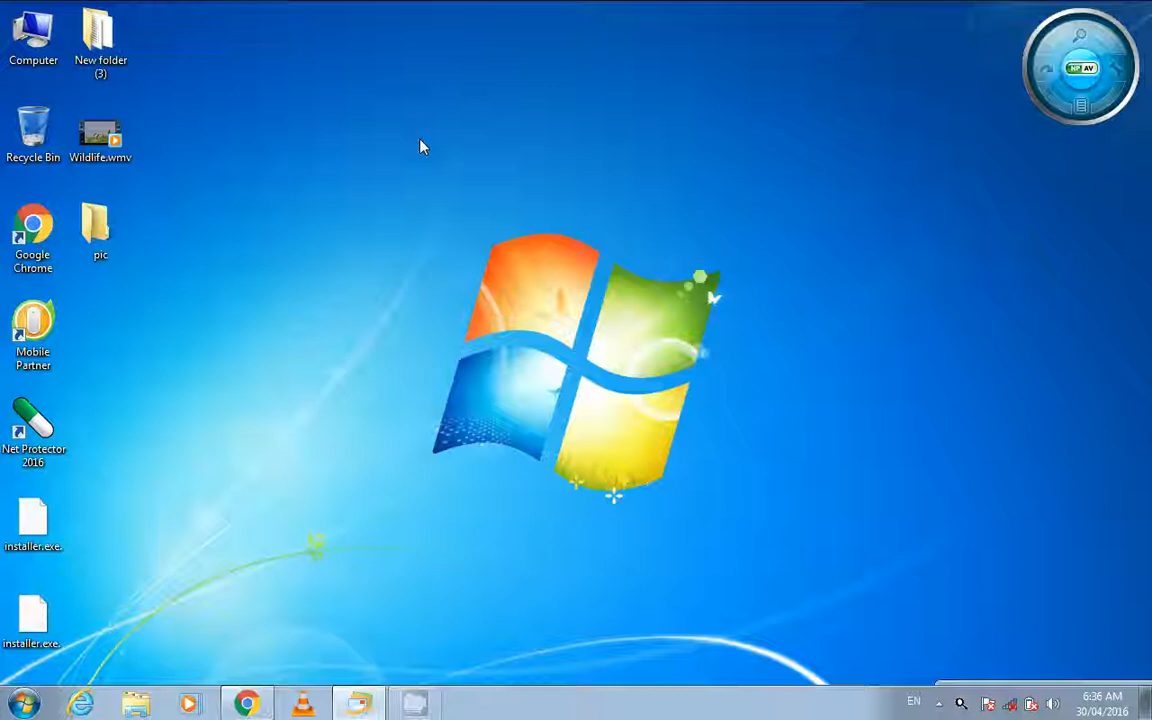 Computer
New folder
(3)
Recycle Bin
Wildlife.wmv
Google
Chrome
pic
Mobile
Partner
Net Protector
2016
installer.exe.
installer.exe.
NP AV
EN
6:36 AM
30/04/2016